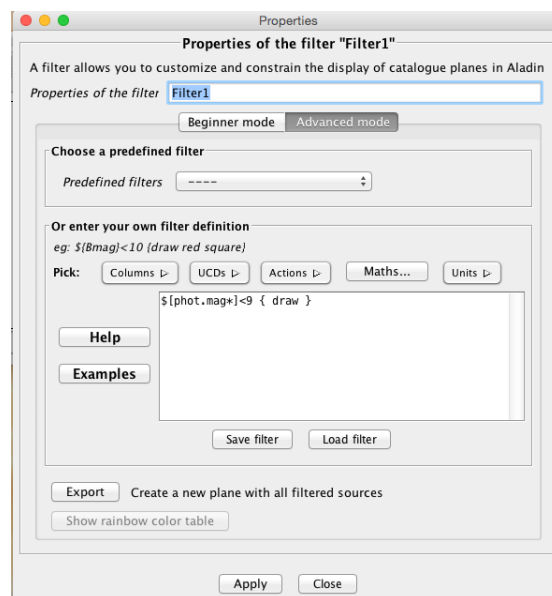 Properties
Properties of the filter "Filter1"
A filter allows you to customize and constrain the display of catalogue planes in Aladin
Properties of the filter Filter1
Beginner mode Advanced mode
Choose a predefined filter
Predefined filters ----
Or enter your own filter definition
eg: ${Bmag}<10 {draw red square}
Pick: Columns ▷ UCDs ▷ Actions ▷ Maths... Units ▷
$[phot.mag*]<9 { draw }
Help
Examples
Save filter Load filter
Export Create a new plane with all filtered sources
Show rainbow color table
Apply Close